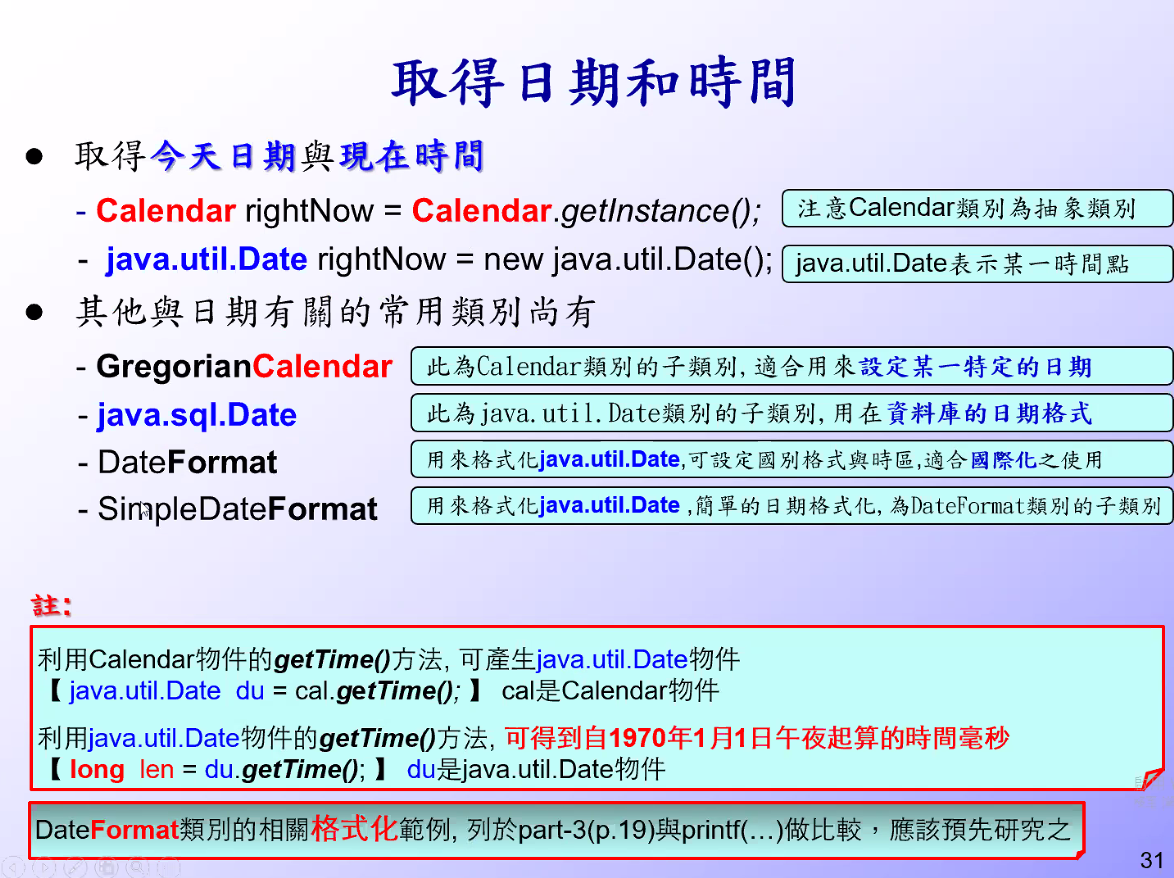 取得日期和時間
● 取得今天日期與現在時間
- Calendar rightNow = Calendar.getInstance();
注意Calendar類別為抽象類別
- java.util.Date rightNow = new java.util.Date();
java.util.Date表示某一時間點
● 其他與日期有關的常用類別尚有
- GregorianCalendar
此為Calendar類別的子類別,適合用來設定某一特定的日期
- java.sql.Date
此為java.util.Date類別的子類別,用在資料庫的日期格式
- DateFormat
用來格式化java.util.Date,可設定國別格式與時區,適合國際化之使用
- SimpleDateFormat
用來格式化java.util.Date ,簡單的日期格式化,為DateFormat類別的子類別
註:
利用Calendar物件的getTime()方法, 可產生java.util.Date物件
【 java.util.Date du = cal.getTime(); 】 cal是Calendar物件
利用java.util.Date物件的getTime()方法, 可得到自1970年1月1日午夜起算的時間毫秒
【 long len = du.getTime(); 】 du是java.util.Date物件
DateFormat類別的相關格式化範例, 列於part-3(p.19)與printf(…)做比較，應該預先研究之
31